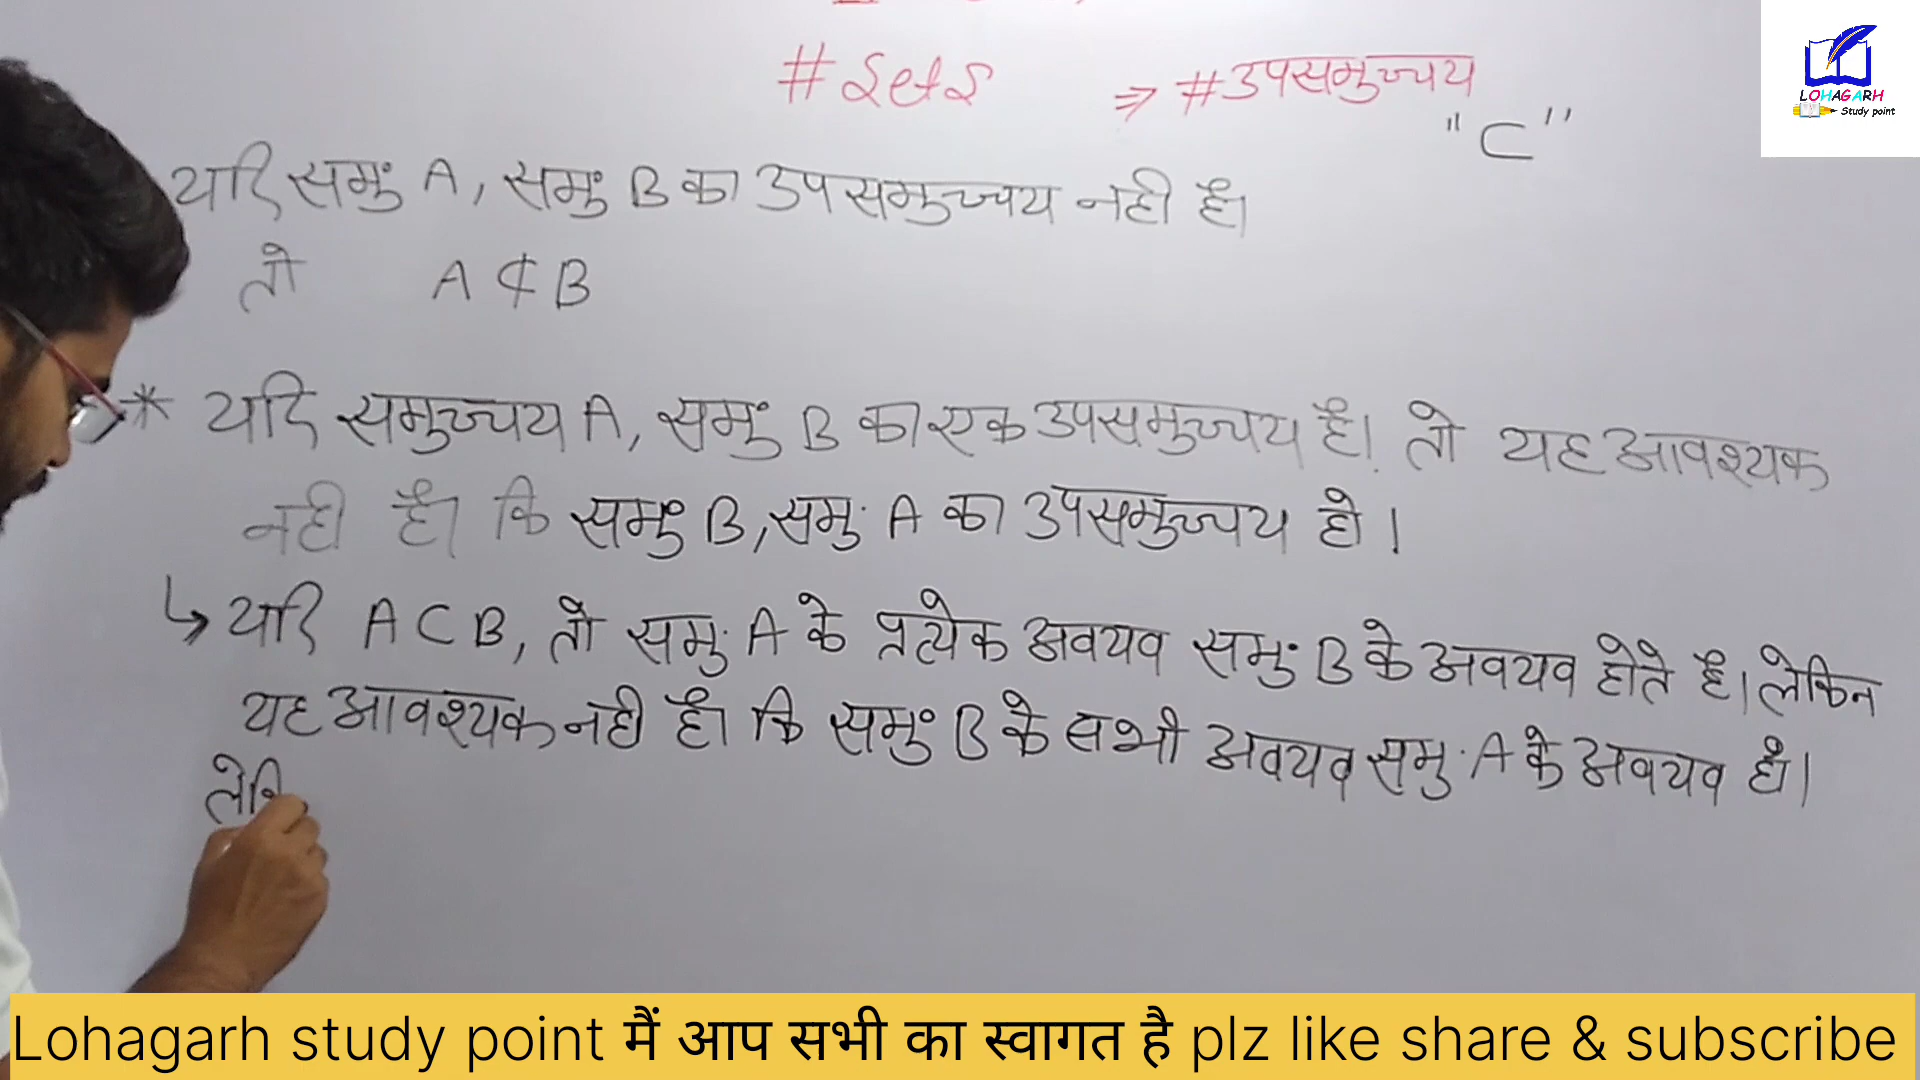 #Sets ⇒ #उपसमुच्चय
"⊂"
LOHAGARH
Study point
यदि समुः A, समुः B का उपसमुच्चय नही है।
तो A ⊄ B
* यदि समुच्चय A, समुः B का एक उपसमुच्चय है। तो यह आवश्यक
नही है। कि समुः B, समु. A का उपसमुच्चय हो।
↳ यदि A ⊂ B, तो समु. A के प्रत्येक अवयव समुः B के अवयव होते है। लेकिन
यह आवश्यक नही है। कि समुः B के सभी अवयव समु. A के अवयव हो।
Lohagarh study point मैं आप सभी का स्वागत है plz like share & subscribe